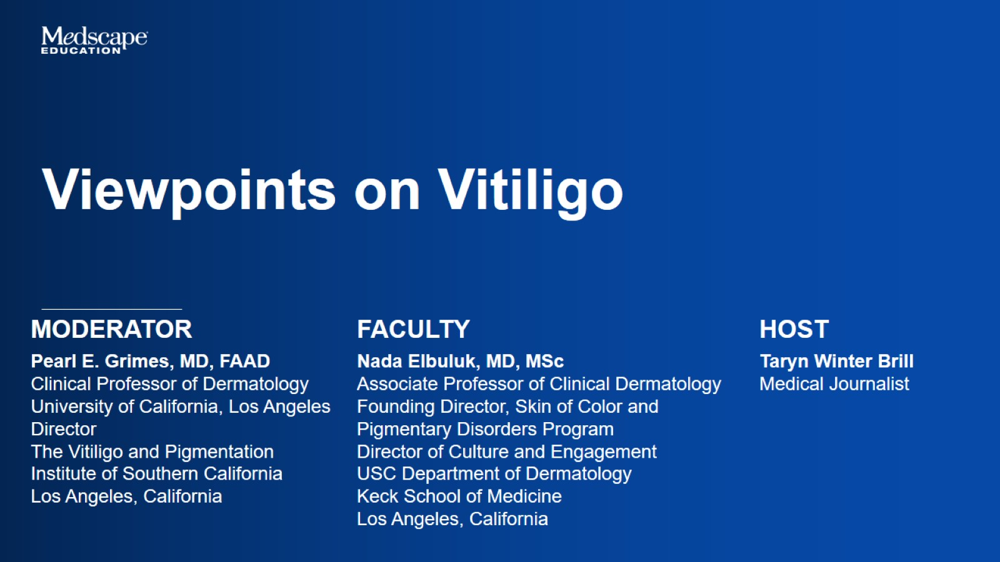 Medscape
EDUCATION
Viewpoints on Vitiligo
MODERATOR
Pearl E. Grimes, MD, FAAD
Clinical Professor of Dermatology
University of California, Los Angeles
Director
The Vitiligo and Pigmentation
Institute of Southern California
Los Angeles, California
FACULTY
Nada Elbuluk, MD, MSc
Associate Professor of Clinical Dermatology
Founding Director, Skin of Color and
Pigmentary Disorders Program
Director of Culture and Engagement
USC Department of Dermatology
Keck School of Medicine
Los Angeles, California
HOST
Taryn Winter Brill
Medical Journalist